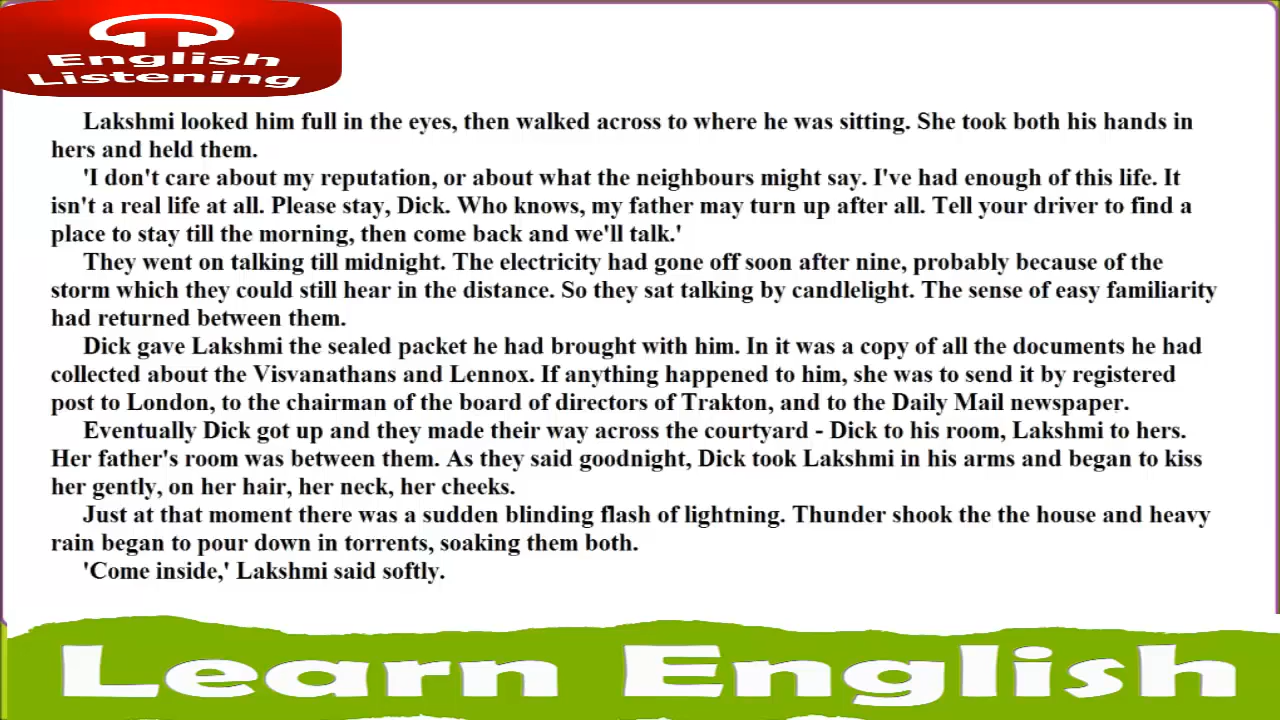 English
Listening
Lakshmi looked him full in the eyes, then walked across to where he was sitting. She took both his hands in
hers and held them.
'I don't care about my reputation, or about what the neighbours might say. I've had enough of this life. It
isn't a real life at all. Please stay, Dick. Who knows, my father may turn up after all. Tell your driver to find a
place to stay till the morning, then come back and we'll talk.'
They went on talking till midnight. The electricity had gone off soon after nine, probably because of the
storm which they could still hear in the distance. So they sat talking by candlelight. The sense of easy familiarity
had returned between them.
Dick gave Lakshmi the sealed packet he had brought with him. In it was a copy of all the documents he had
collected about the Visvanathans and Lennox. If anything happened to him, she was to send it by registered
post to London, to the chairman of the board of directors of Trakton, and to the Daily Mail newspaper.
Eventually Dick got up and they made their way across the courtyard - Dick to his room, Lakshmi to hers.
Her father's room was between them. As they said goodnight, Dick took Lakshmi in his arms and began to kiss
her gently, on her hair, her neck, her cheeks.
Just at that moment there was a sudden blinding flash of lightning. Thunder shook the the house and heavy
rain began to pour down in torrents, soaking them both.
'Come inside,' Lakshmi said softly.
Learn English